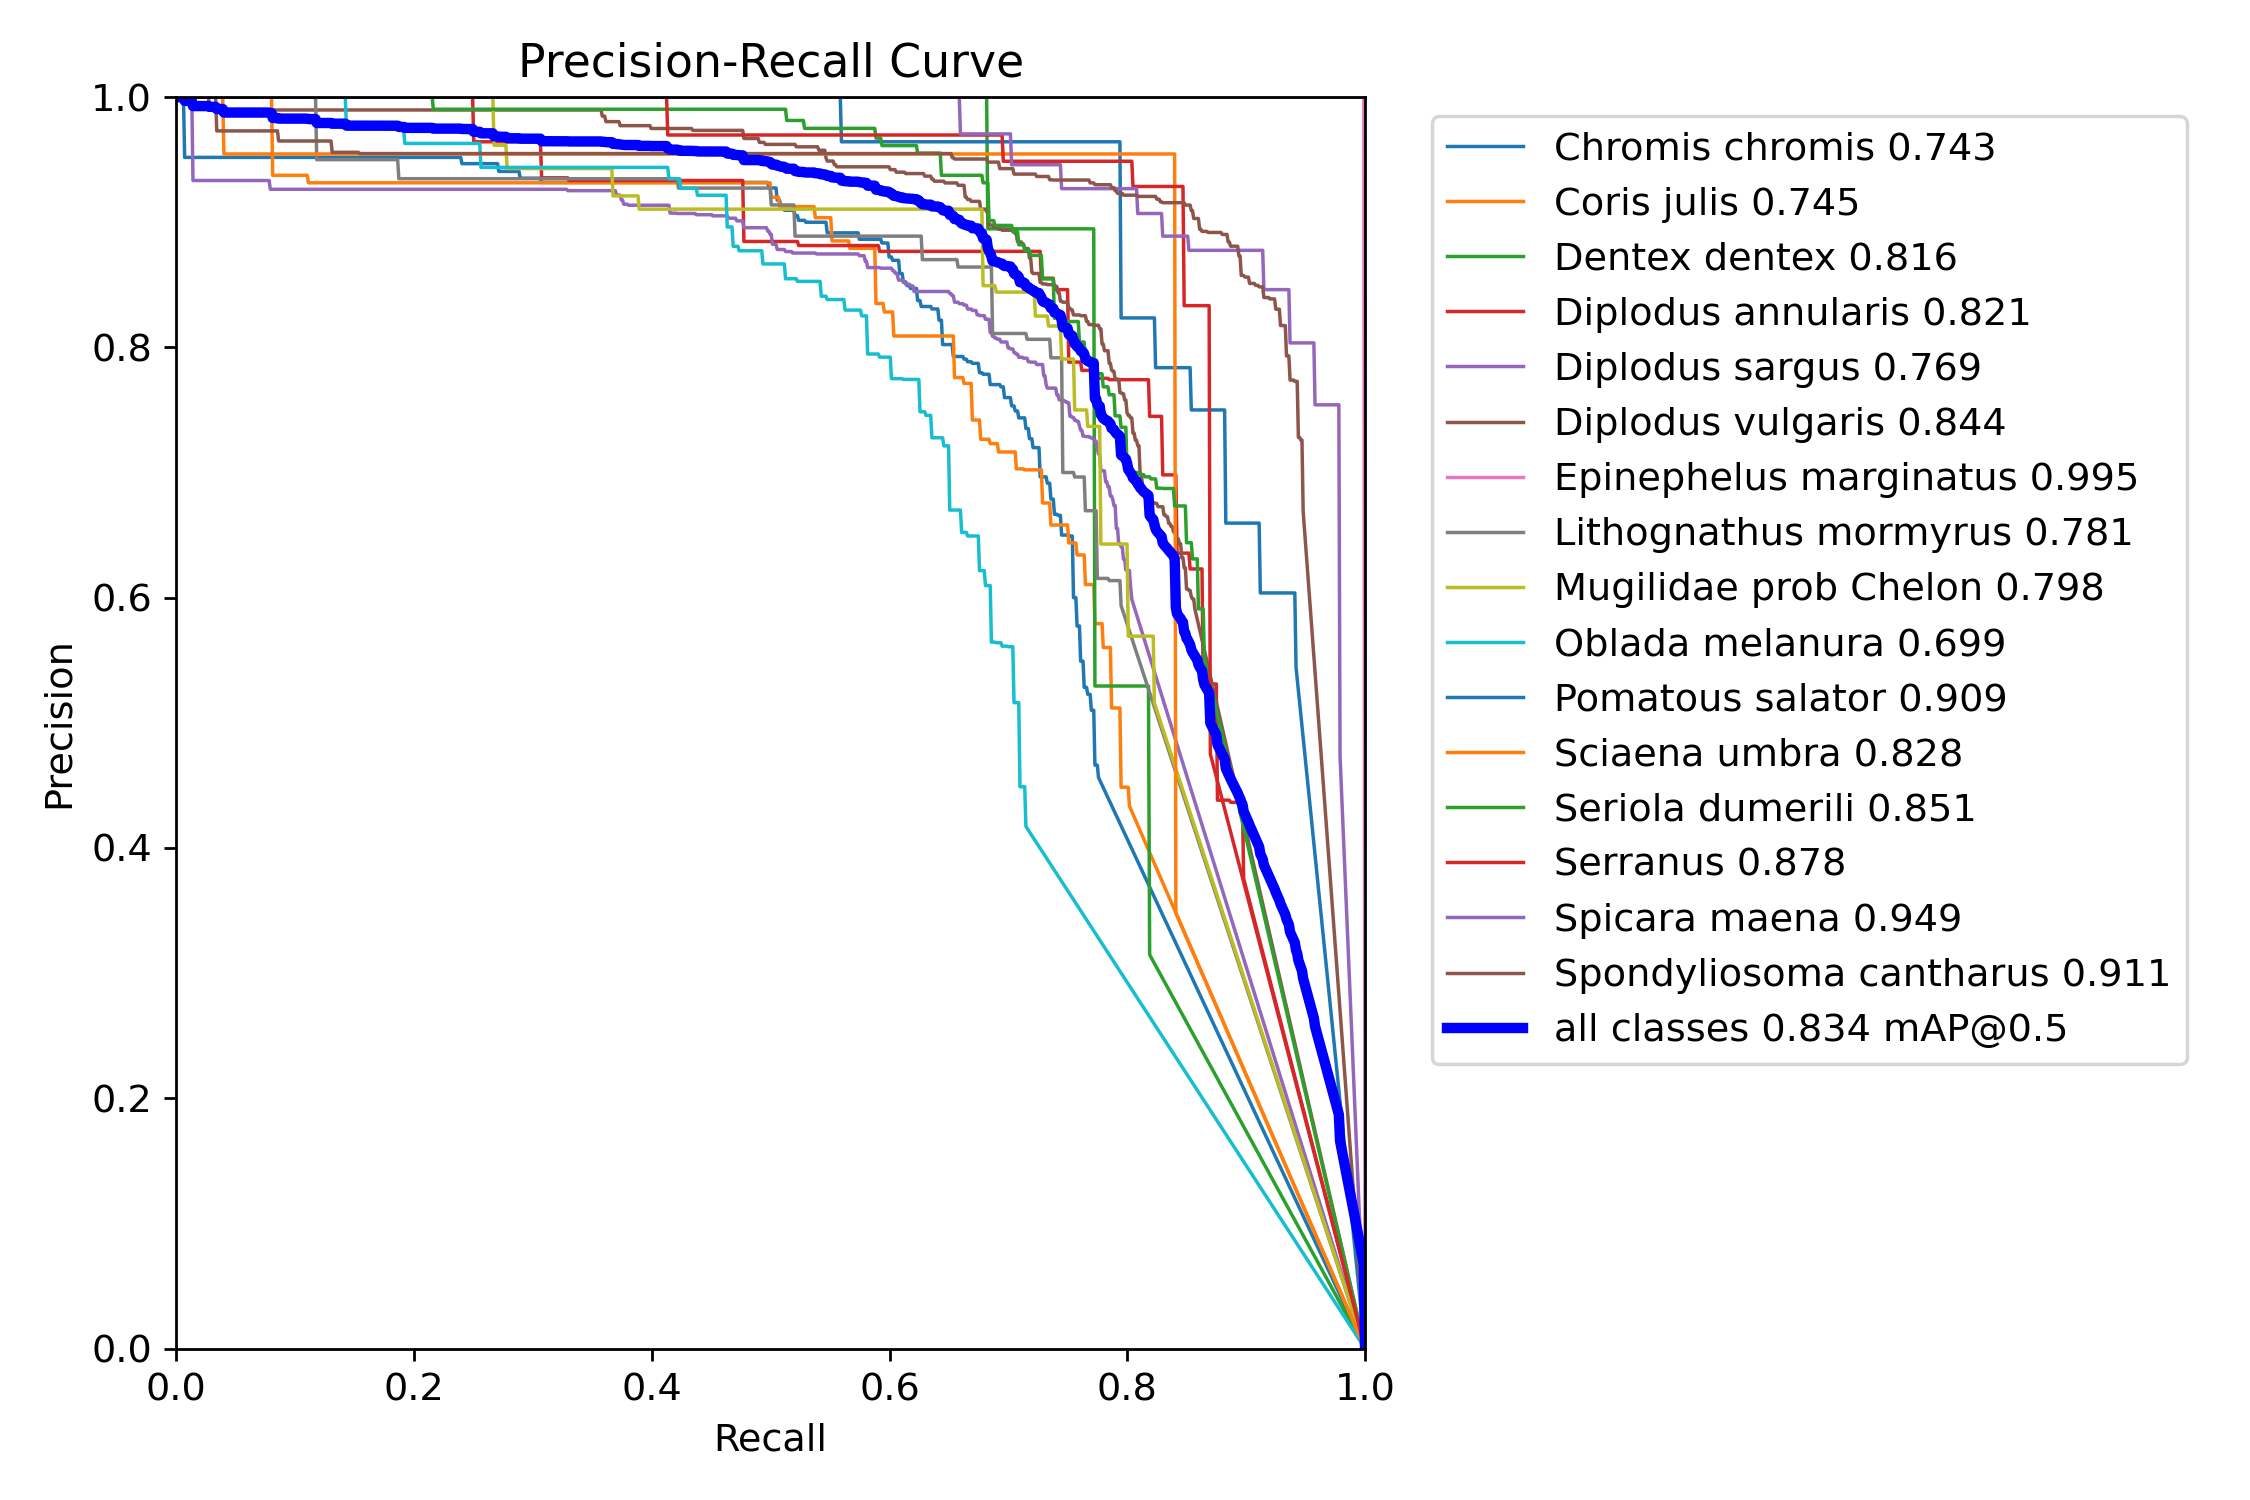 Precision-Recall Curve
1.0
0.8
0.6
0.4
0.2
0.0
Precision
0.0 0.2 0.4 0.6 0.8 1.0
Recall
Chromis chromis 0.743
Coris julis 0.745
Dentex dentex 0.816
Diplodus annularis 0.821
Diplodus sargus 0.769
Diplodus vulgaris 0.844
Epinephelus marginatus 0.995
Lithognathus mormyrus 0.781
Mugilidae prob Chelon 0.798
Oblada melanura 0.699
Pomatous salator 0.909
Sciaena umbra 0.828
Seriola dumerili 0.851
Serranus 0.878
Spicara maena 0.949
Spondyliosoma cantharus 0.911
all classes 0.834 mAP@0.5